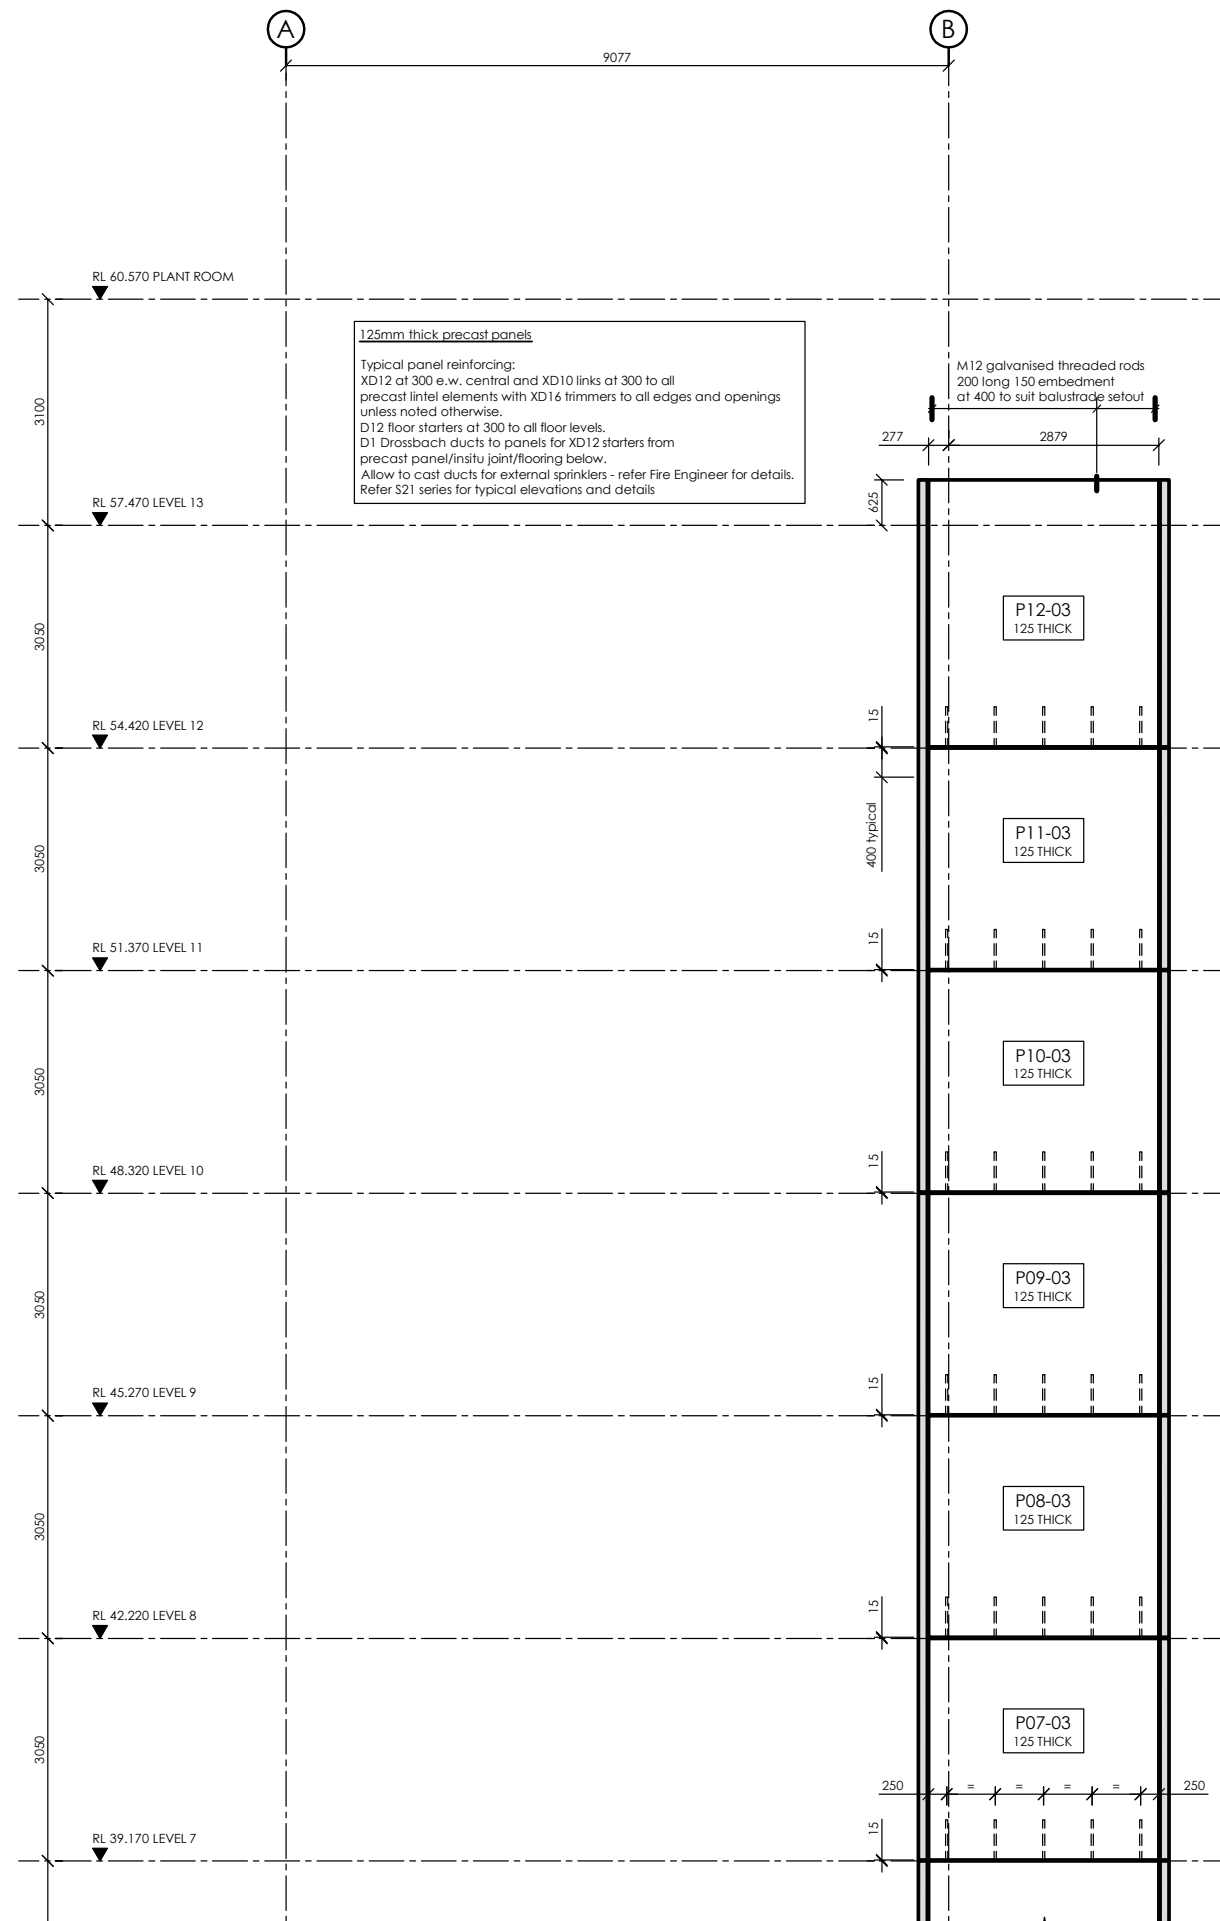 A
B
9077
RL 60.570 PLANT ROOM
125mm thick precast panels
Typical panel reinforcing:
XD12 at 300 e.w. central and XD10 links at 300 to all
precast lintel elements with XD16 trimmers to all edges and openings
unless noted otherwise.
D12 floor starters at 300 to all floor levels.
D1 Drossbach ducts to panels for XD12 starters from
precast panel/insitu joint/flooring below.
Allow to cast ducts for external sprinklers - refer Fire Engineer for details.
Refer S21 series for typical elevations and details
M12 galvanised threaded rods
200 long 150 embedment
at 400 to suit balustrade setout
3100
277
2879
625
RL 57.470 LEVEL 13
P12-03
125 THICK
3050
15
RL 54.420 LEVEL 12
400 typical
P11-03
125 THICK
3050
15
RL 51.370 LEVEL 11
P10-03
125 THICK
3050
15
RL 48.320 LEVEL 10
P09-03
125 THICK
3050
15
RL 45.270 LEVEL 9
P08-03
125 THICK
3050
15
RL 42.220 LEVEL 8
P07-03
125 THICK
3050
250 = = = = 250
15
RL 39.170 LEVEL 7